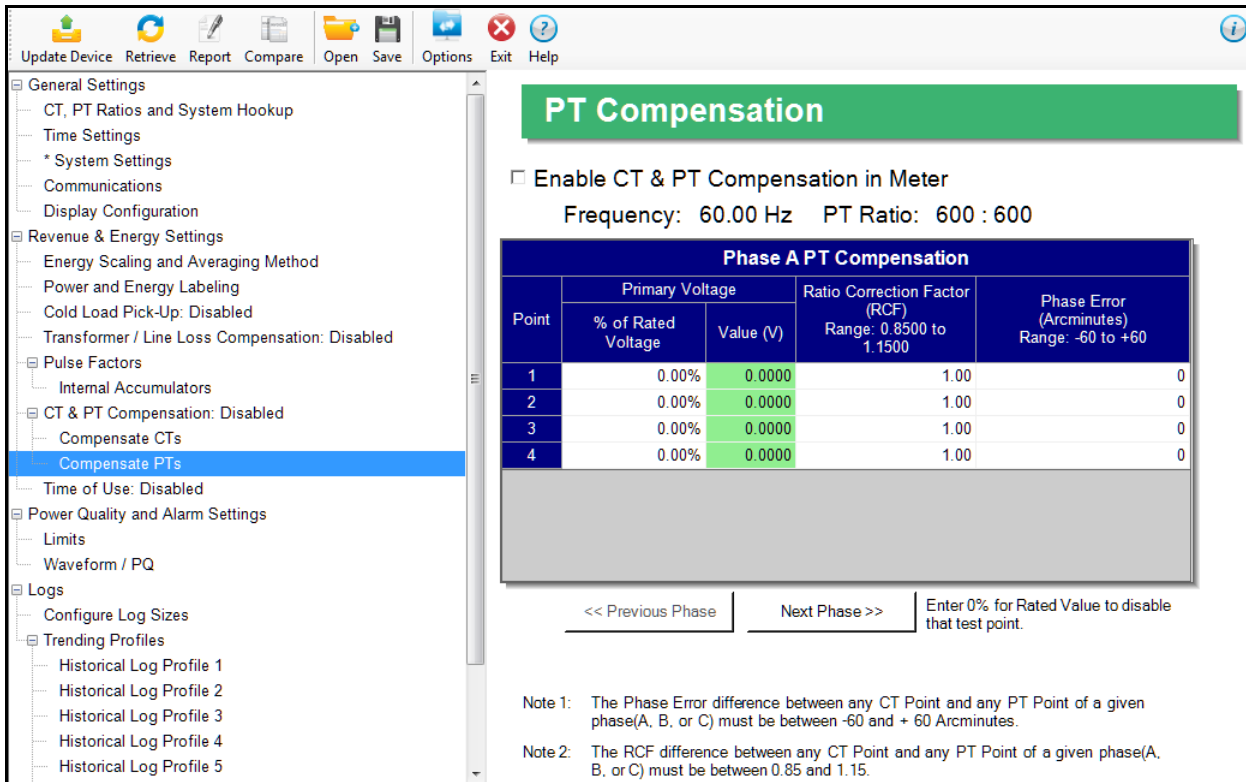 Update Device Retrieve Report Compare Open Save Options Exit Help
General Settings
CT, PT Ratios and System Hookup
Time Settings
* System Settings
Communications
Display Configuration
Revenue & Energy Settings
Energy Scaling and Averaging Method
Power and Energy Labeling
Cold Load Pick-Up: Disabled
Transformer / Line Loss Compensation: Disabled
Pulse Factors
Internal Accumulators
CT & PT Compensation: Disabled
Compensate CTs
Compensate PTs
Time of Use: Disabled
Power Quality and Alarm Settings
Limits
Waveform / PQ
Logs
Configure Log Sizes
Trending Profiles
Historical Log Profile 1
Historical Log Profile 2
Historical Log Profile 3
Historical Log Profile 4
Historical Log Profile 5
PT Compensation
Enable CT & PT Compensation in Meter
Frequency: 60.00 Hz PT Ratio: 600 : 600
Phase A PT Compensation
Point
Primary Voltage
% of Rated
Voltage
Value (V)
Ratio Correction Factor
(RCF)
Range: 0.8500 to
1.1500
Phase Error
(Arcminutes)
Range: -60 to +60
1 0.00% 0.0000 1.00 0
2 0.00% 0.0000 1.00 0
3 0.00% 0.0000 1.00 0
4 0.00% 0.0000 1.00 0
<< Previous Phase
Next Phase >>
Enter 0% for Rated Value to disable
that test point.
Note 1: The Phase Error difference between any CT Point and any PT Point of a given
phase(A, B, or C) must be between -60 and + 60 Arcminutes.
Note 2: The RCF difference between any CT Point and any PT Point of a given phase(A,
B, or C) must be between 0.85 and 1.15.